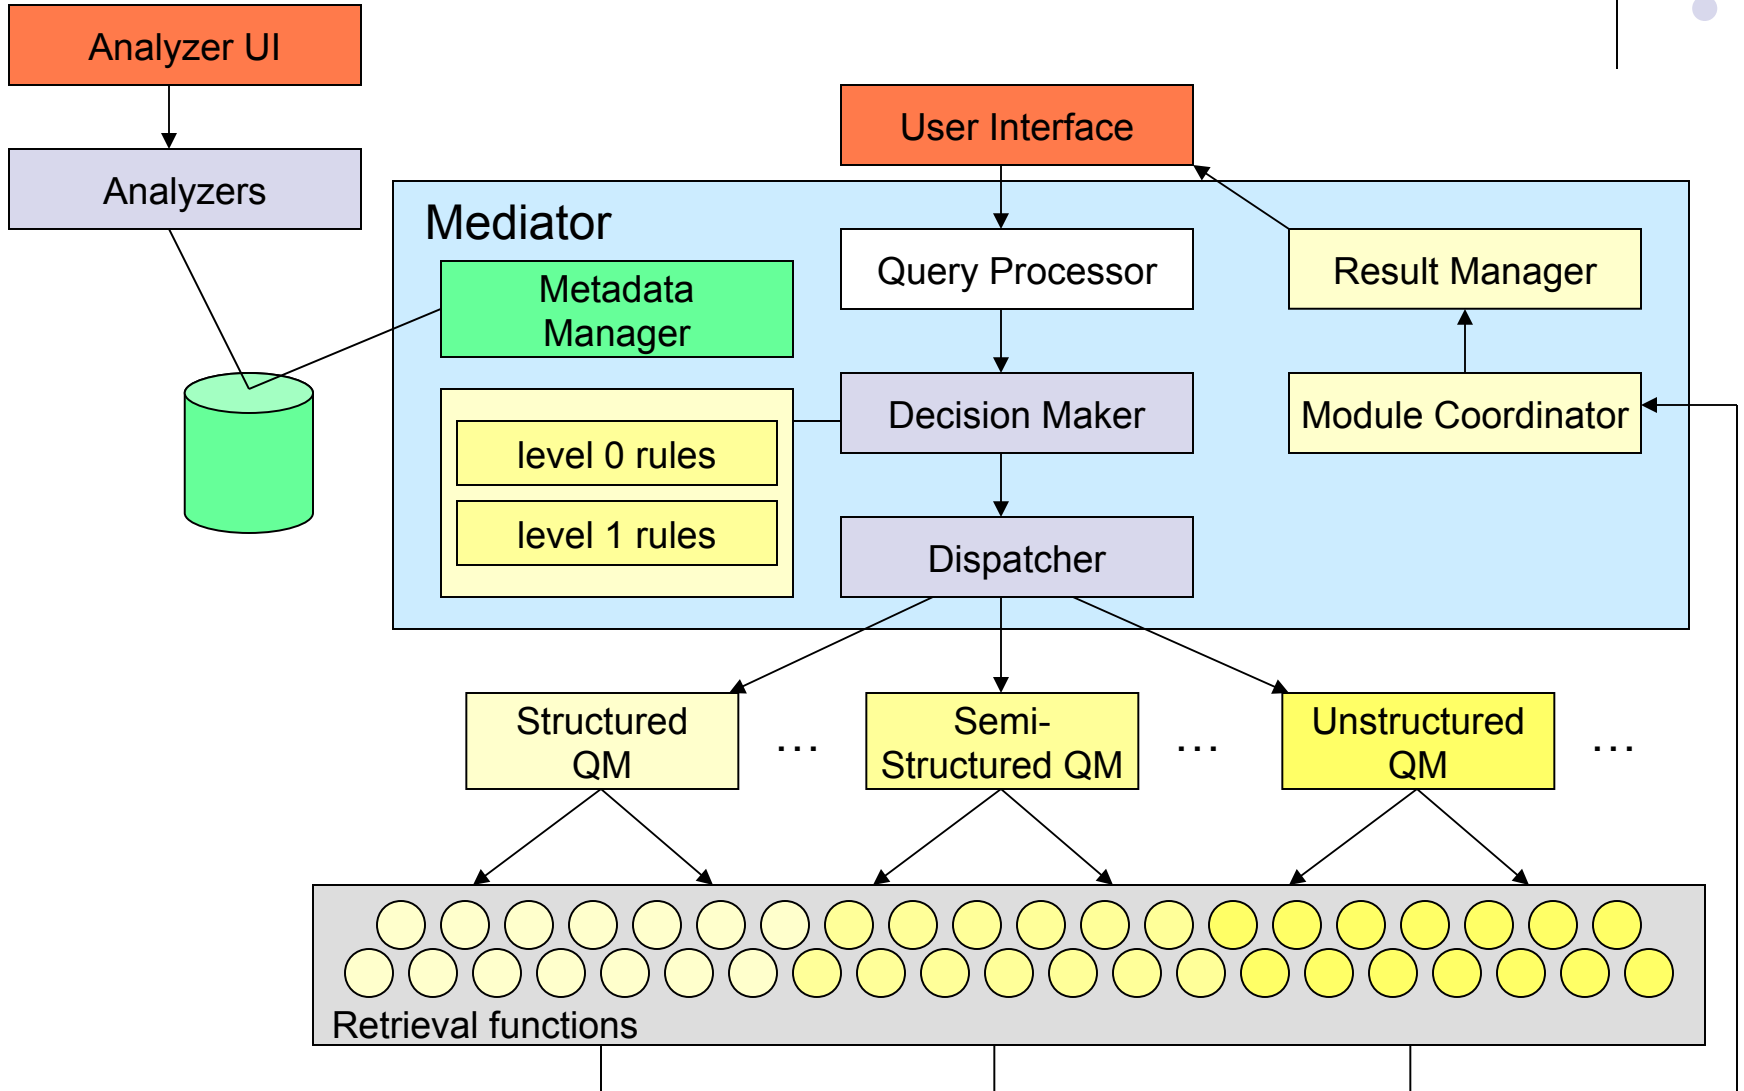 Analyzer UI
User Interface
Analyzers
Mediator
Query Processor
Result Manager
Metadata
Manager
Decision Maker
Module Coordinator
level 0 rules
level 1 rules
Dispatcher
Structured
QM
...
Semi-
Structured QM
...
Unstructured
QM
...
Retrieval functions